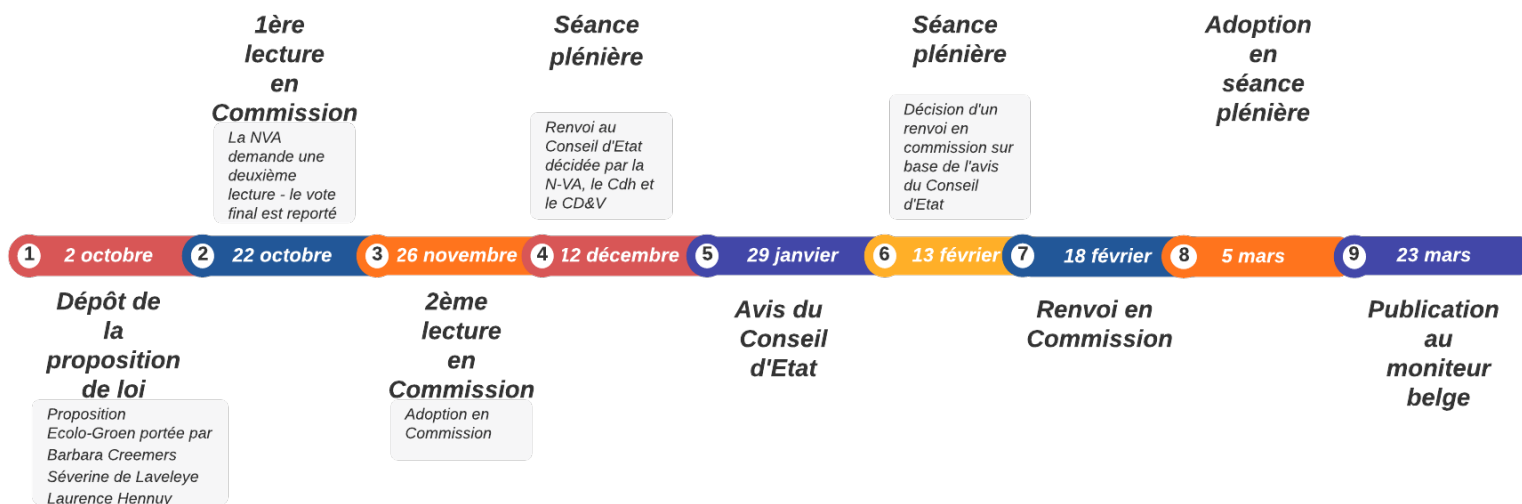 1ère
lecture
en
Commission
La NVA
demande une
deuxième
lecture - le vote
final est reporté
Séance
plénière
Renvoi au
Conseil d'Etat
décidée par la
N-VA, le Cdh et
le CD&V
Séance
plénière
Décision d'un
renvoi en
commission sur
base de l'avis
du Conseil
d'Etat
Adoption
en
séance
plénière
1 2 octobre 2 22 octobre 3 26 novembre 4 12 décembre 5 29 janvier 6 13 février 7 18 février 8 5 mars 9 23 mars
Dépôt de
la
proposition
de loi
Proposition
Ecolo-Groen portée par
Barbara Creemers
Séverine de Laveleye
Laurence Hennuy
2ème
lecture
en
Commission
Adoption en
Commission
Avis du
Conseil
d'Etat
Renvoi en
Commission
Publication
au
moniteur
belge